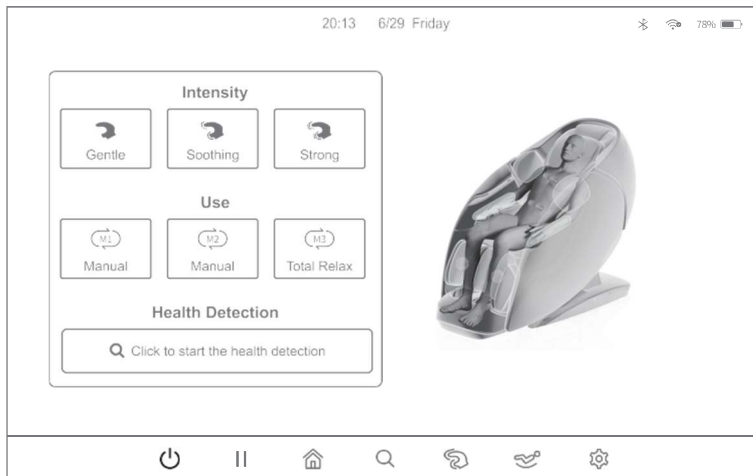 20:13 6/29 Friday 78%
Intensity
Gentle Soothing Strong
Use
M1 M2 M3
Manual Manual Total Relax
Health Detection
Click to start the health detection